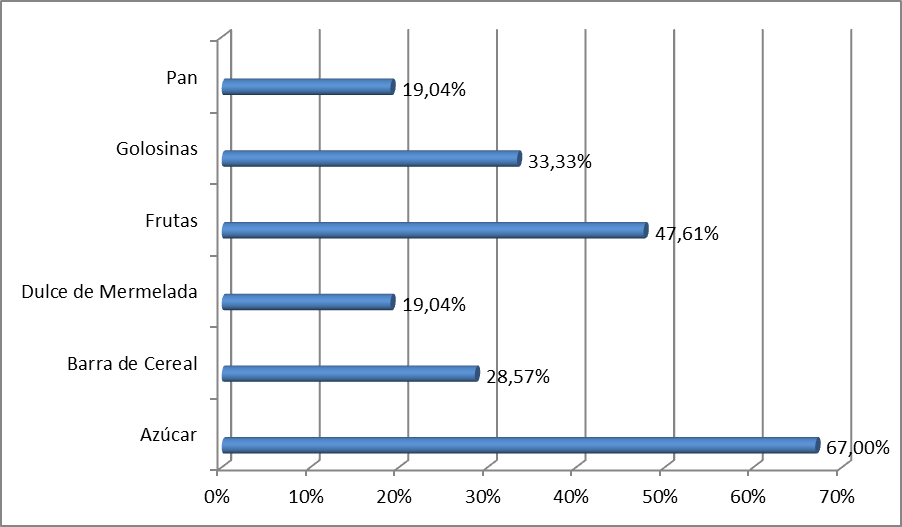 Pan
19,04%
Golosinas
33,33%
Frutas
47,61%
Dulce de Mermelada
19,04%
Barra de Cereal
28,57%
Azúcar
67,00%
0% 10% 20% 30% 40% 50% 60% 70%